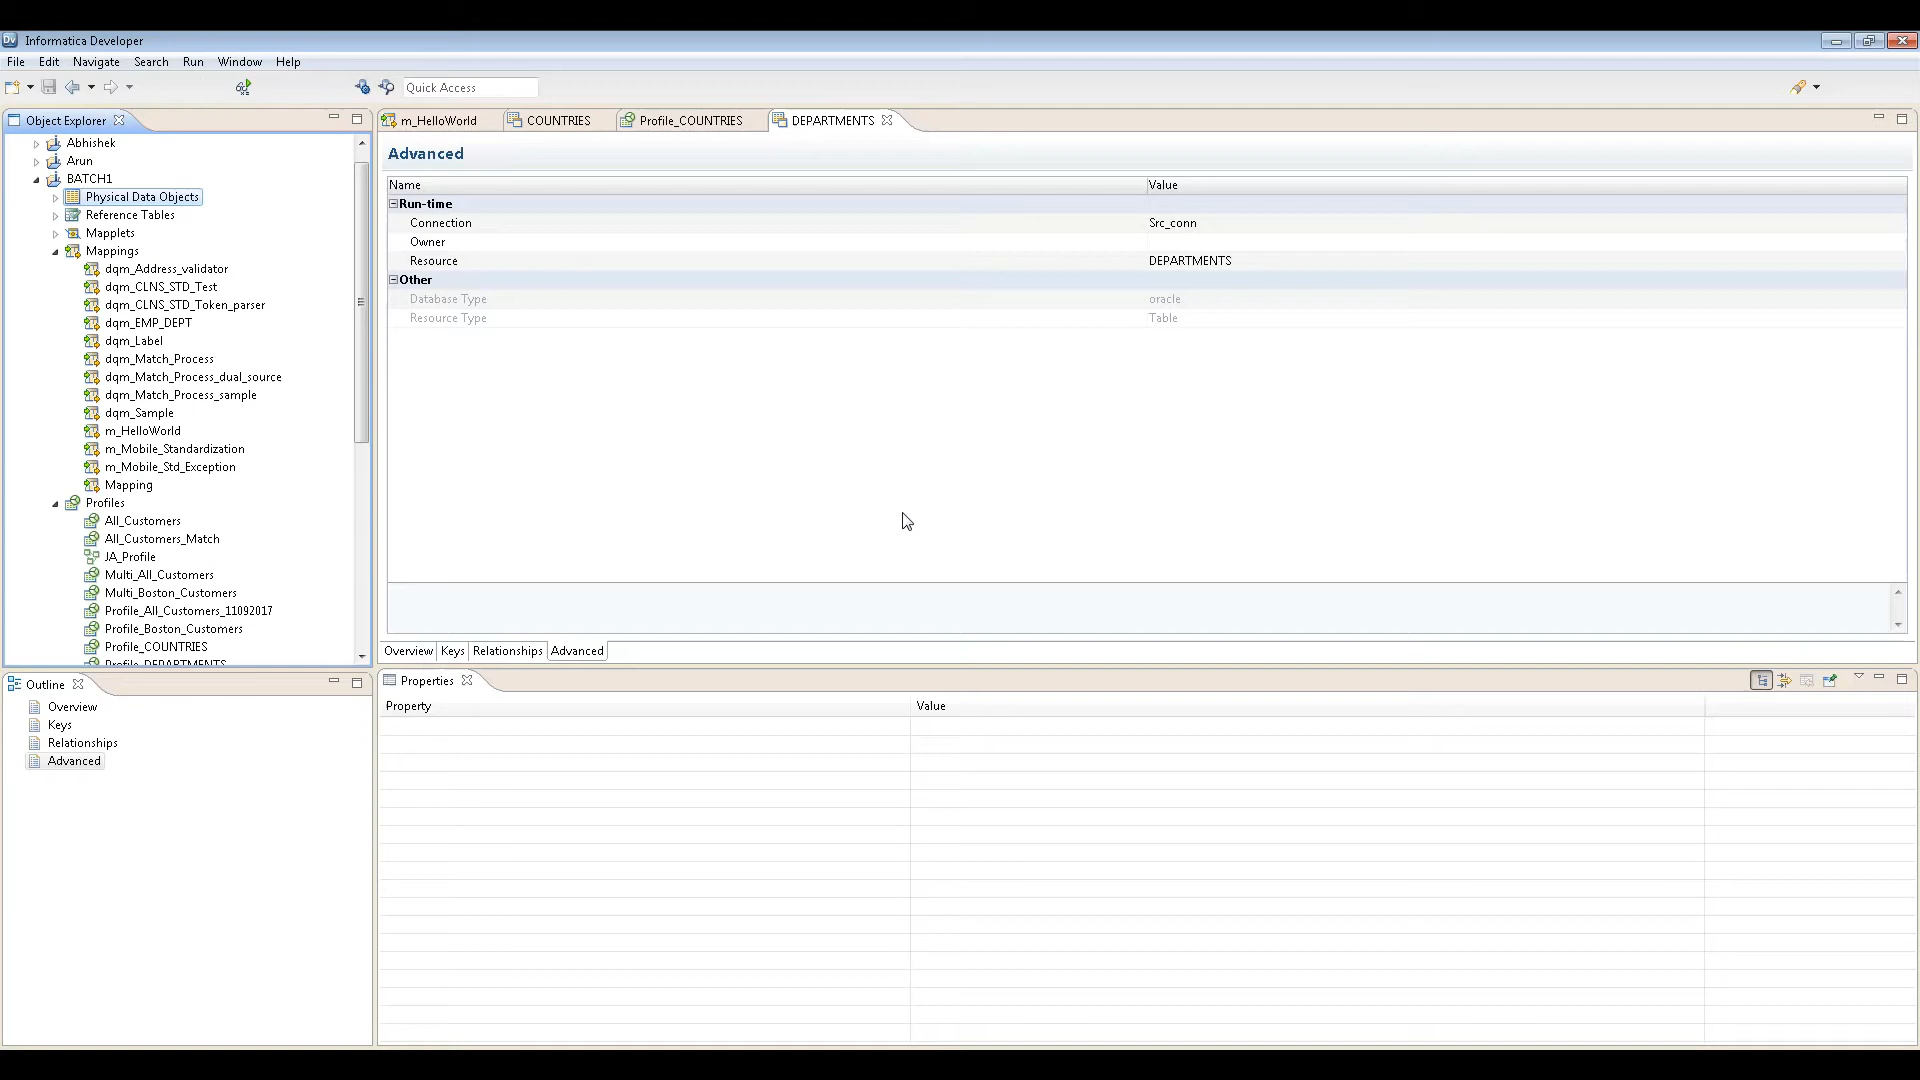 Dv Informatica Developer
File Edit Navigate Search Run Window Help
Quick Access
Object Explorer
Abhishek
Arun
BATCH1
Physical Data Objects
Reference Tables
Mapplets
Mappings
dqm_Address_validator
dqm_CLNS_STD_Test
dqm_CLNS_STD_Token_parser
dqm_EMP_DEPT
dqm_Label
dqm_Match_Process
dqm_Match_Process_dual_source
dqm_Match_Process_sample
dqm_Sample
m_HelloWorld
m_Mobile_Standardization
m_Mobile_Std_Exception
Mapping
Profiles
All_Customers
All_Customers_Match
JA_Profile
Multi_All_Customers
Multi_Boston_Customers
Profile_All_Customers_11092017
Profile_Boston_Customers
Profile_COUNTRIES
Profile_DEPARTMENTS
m_HelloWorld COUNTRIES Profile_COUNTRIES DEPARTMENTS
Advanced
Name Value
Run-time
Connection Src_conn
Owner
Resource DEPARTMENTS
Other
Database Type oracle
Resource Type Table
Overview Keys Relationships Advanced
Outline
Overview
Keys
Relationships
Advanced
Properties
Property Value